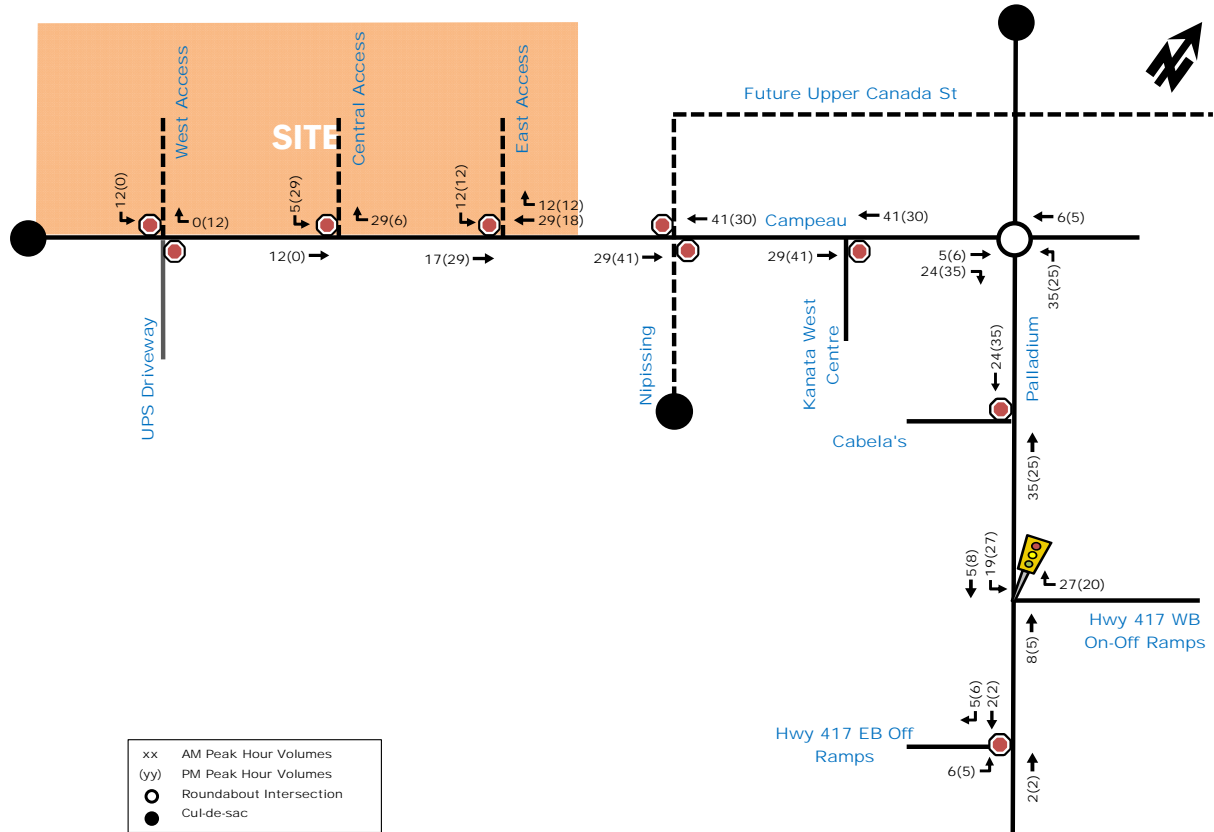 Future Upper Canada St
West Access
Central Access
East Access
SITE
12(0)
0(12)
5(29)
29(6)
12(12)
12(12)
29(18)
41(30)
Campeau
41(30)
6(5)
12(0)
17(29)
29(41)
29(41)
5(6)
24(35)
35(25)
UPS Driveway
Nipissing
Kanata West
Centre
24(35)
Palladium
Cabela's
35(25)
5(8)
19(27)
27(20)
Hwy 417 WB
On-Off Ramps
8(5)
5(6)
2(2)
Hwy 417 EB Off
Ramps
6(5)
2(2)
xx AM Peak Hour Volumes
(yy) PM Peak Hour Volumes
Roundabout Intersection
Cul-de-sac